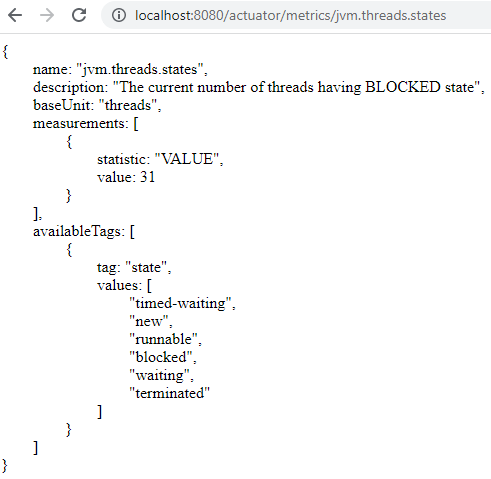 localhost:8080/actuator/metrics/jvm.threads.states
{
name: "jvm.threads.states",
description: "The current number of threads having BLOCKED state",
baseUnit: "threads",
measurements: [
{
statistic: "VALUE",
value: 31
}
],
availableTags: [
{
tag: "state",
values: [
"timed-waiting",
"new",
"runnable",
"blocked",
"waiting",
"terminated"
]
}
]
}